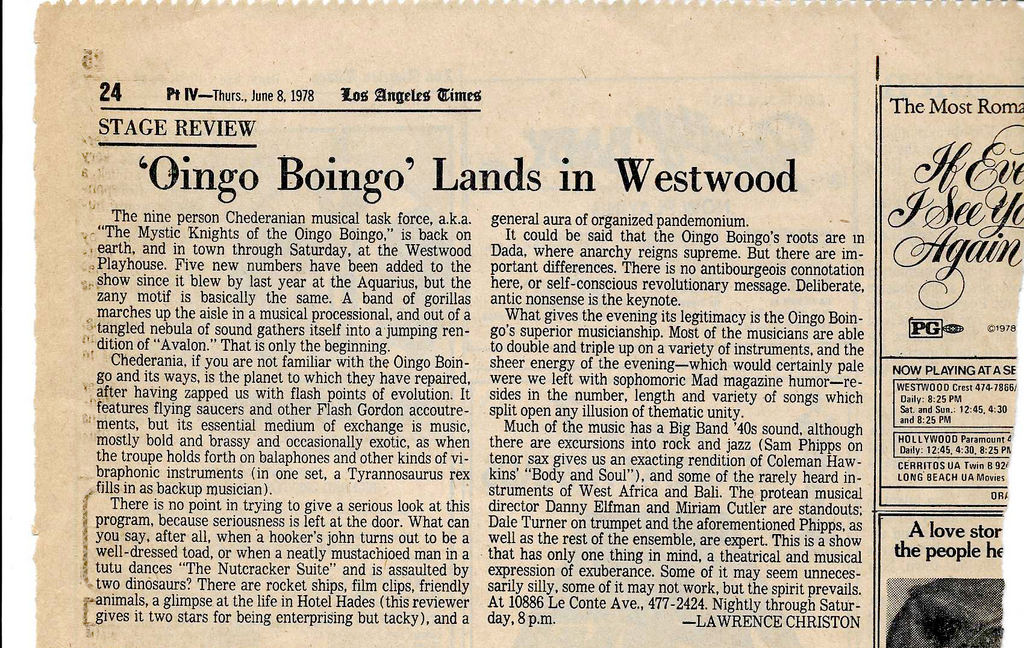 24 Pt IV—Thurs., June 8, 1978 Los Angeles Times
STAGE REVIEW
‘Oingo Boingo’ Lands in Westwood
The nine person Chederanian musical task force, a.k.a.
“The Mystic Knights of the Oingo Boingo,” is back on
earth, and in town through Saturday, at the Westwood
Playhouse. Five new numbers have been added to the
show since it blew by last year at the Aquarius, but the
zany motif is basically the same. A band of gorillas
marches up the aisle in a musical processional, and out of a
tangled nebula of sound gathers itself into a jumping ren-
dition of “Avalon.” That is only the beginning.
Chederania, if you are not familiar with the Oingo Boin-
go and its ways, is the planet to which they have repaired,
after having zapped us with flash points of evolution. It
features flying saucers and other Flash Gordon accoutre-
ments, but its essential medium of exchange is music,
mostly bold and brassy and occasionally exotic, as when
the troupe holds forth on balaphones and other kinds of vi-
braphonic instruments (in one set, a Tyrannosaurus rex
fills in as backup musician).
There is no point in trying to give a serious look at this
program, because seriousness is left at the door. What can
you say, after all, when a hooker’s john turns out to be a
well-dressed toad, or when a neatly mustachioed man in a
tutu dances “The Nutcracker Suite” and is assaulted by
two dinosaurs? There are rocket ships, film clips, friendly
animals, a glimpse at the life in Hotel Hades (this reviewer
gives it two stars for being enterprising but tacky), and a
general aura of organized pandemonium.
It could be said that the Oingo Boingo’s roots are in
Dada, where anarchy reigns supreme. But there are im-
portant differences. There is no antibourgeois connotation
here, or self-conscious revolutionary message. Deliberate,
antic nonsense is the keynote.
What gives the evening its legitimacy is the Oingo Boin-
go’s superior musicianship. Most of the musicians are able
to double and triple up on a variety of instruments, and the
sheer energy of the evening—which would certainly pale
were we left with sophomoric Mad magazine humor—re-
sides in the number, length and variety of songs which
split open any illusion of thematic unity.
Much of the music has a Big Band ’40s sound, although
there are excursions into rock and jazz (Sam Phipps on
tenor sax gives us an exacting rendition of Coleman Haw-
kins’ “Body and Soul”), and some of the rarely heard in-
struments of West Africa and Bali. The protean musical
director Danny Elfman and Miriam Cutler are standouts;
Dale Turner on trumpet and the aforementioned Phipps, as
well as the rest of the ensemble, are expert. This is a show
that has only one thing in mind, a theatrical and musical
expression of exuberance. Some of it may seem unneces-
sarily silly, some of it may not work, but the spirit prevails.
At 10886 Le Conte Ave., 477-2424. Nightly through Satur-
day, 8 p.m. —LAWRENCE CHRISTON
The Most Roma
If Eve
I See Yo
Again
PG ©1978
NOW PLAYING AT A SE
WESTWOOD Crest 474-7866/
Daily: 8:25 PM
Sat. and Sun.: 12:45, 4:30
and 8:25 PM
HOLLYWOOD Paramount 4
Daily: 12:45, 4:30, 8:25 PM
CERRITOS UA Twin B 924
LONG BEACH UA Movies
ORA
A love stor
the people he